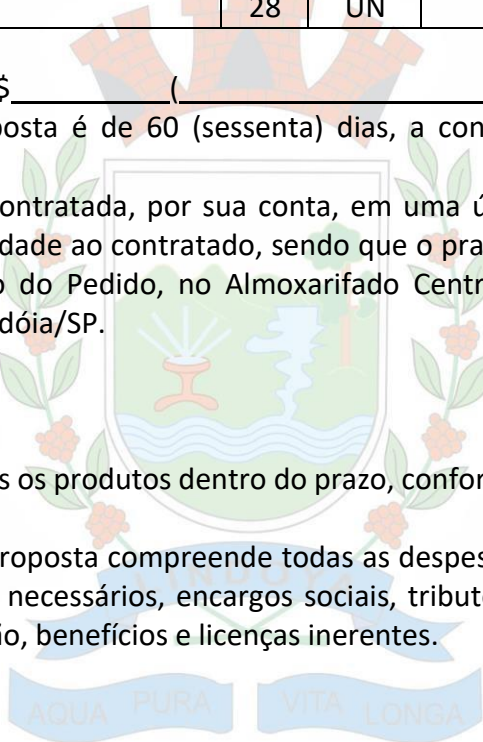 28 UN
$__________(
posta é de 60 (sessenta) dias, a con
ontratada, por sua conta, em uma ú
dade ao contratado, sendo que o pra
o do Pedido, no Almoxarifado Centr
dóia/SP.
s os produtos dentro do prazo, confor
roposta compreende todas as despes
necessários, encargos sociais, tribut
o, benefícios e licenças inerentes.
LINDOYA
AQUA PURA VITA LONGA